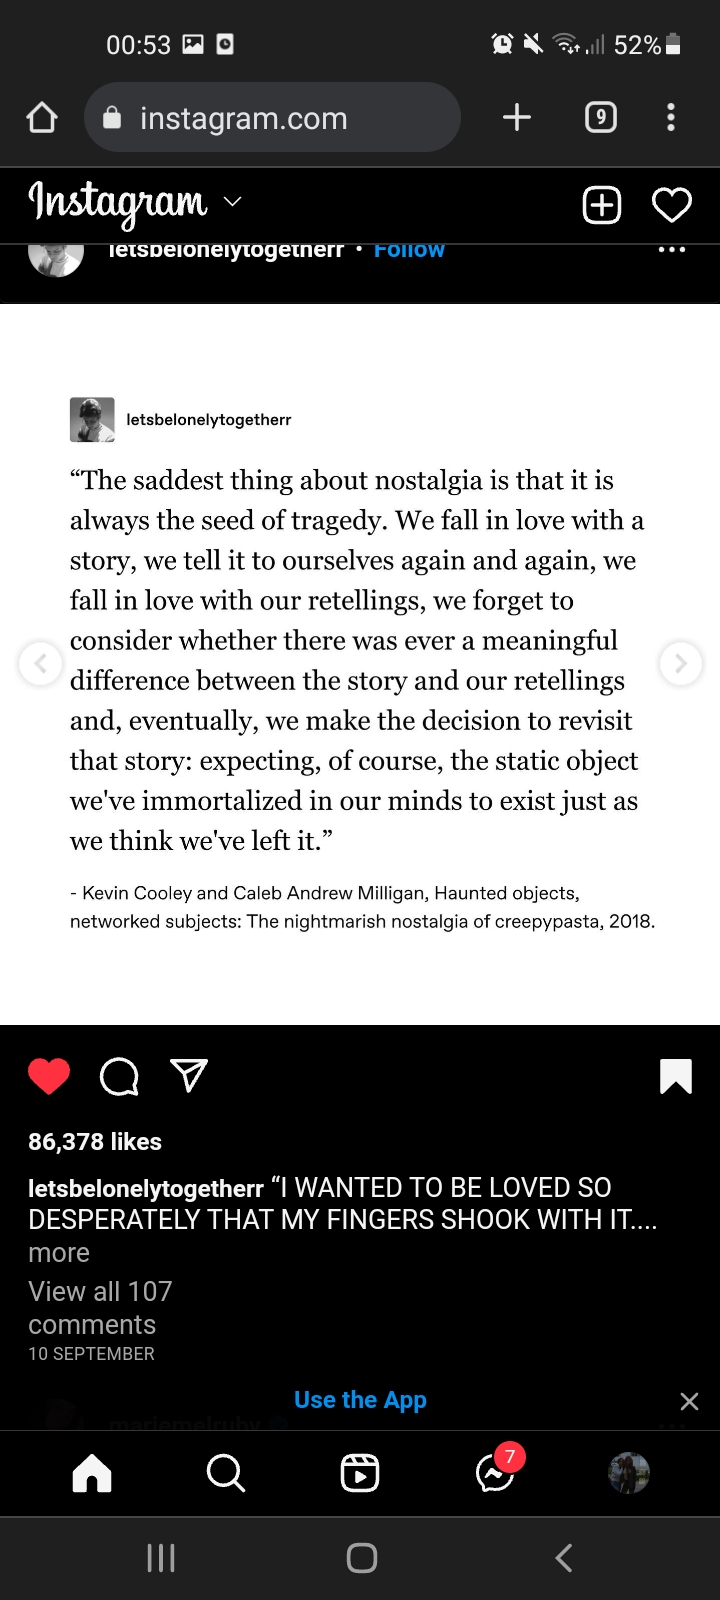 00:53
52%
instagram.com
9
Instagram
letsbelonelytogetherr • Follow
letsbelonelytogetherr
“The saddest thing about nostalgia is that it is
always the seed of tragedy. We fall in love with a
story, we tell it to ourselves again and again, we
fall in love with our retellings, we forget to
consider whether there was ever a meaningful
difference between the story and our retellings
and, eventually, we make the decision to revisit
that story: expecting, of course, the static object
we've immortalized in our minds to exist just as
we think we've left it.”
- Kevin Cooley and Caleb Andrew Milligan, Haunted objects,
networked subjects: The nightmarish nostalgia of creepypasta, 2018.
86,378 likes
letsbelonelytogetherr “I WANTED TO BE LOVED SO
DESPERATELY THAT MY FINGERS SHOOK WITH IT....
more
View all 107
comments
10 SEPTEMBER
Use the App
mariemelruby
7